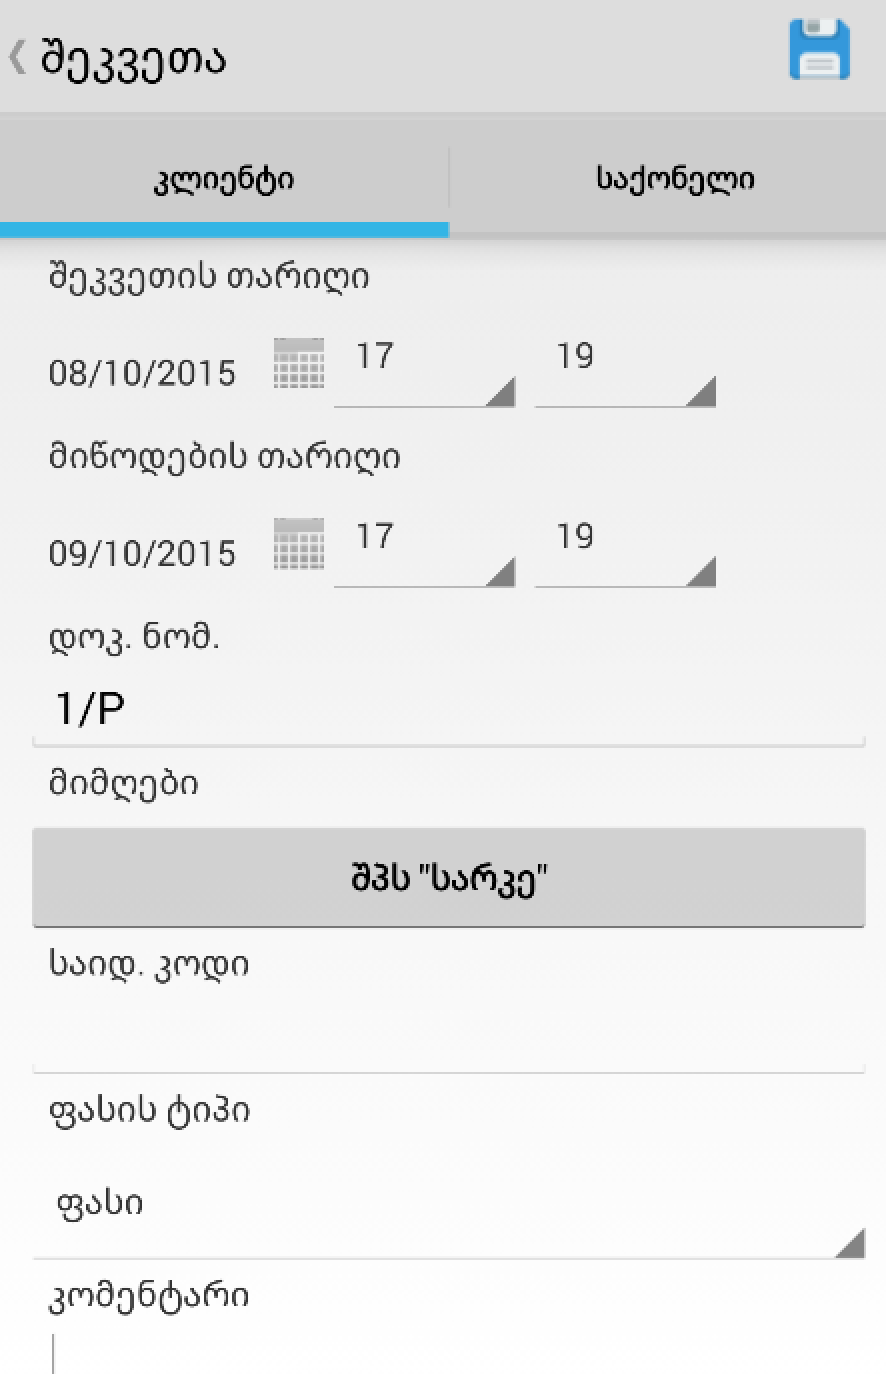 შეკვეთა
კლიენტი საქონელი
შეკვეთის თარიღი
08/10/2015 17 19
მიწოდების თარიღი
09/10/2015 17 19
დოკ. ნომ.
1/P
მიმღები
შპს "სარკე"
საიდ. კოდი
ფასის ტიპი
ფასი
კომენტარი